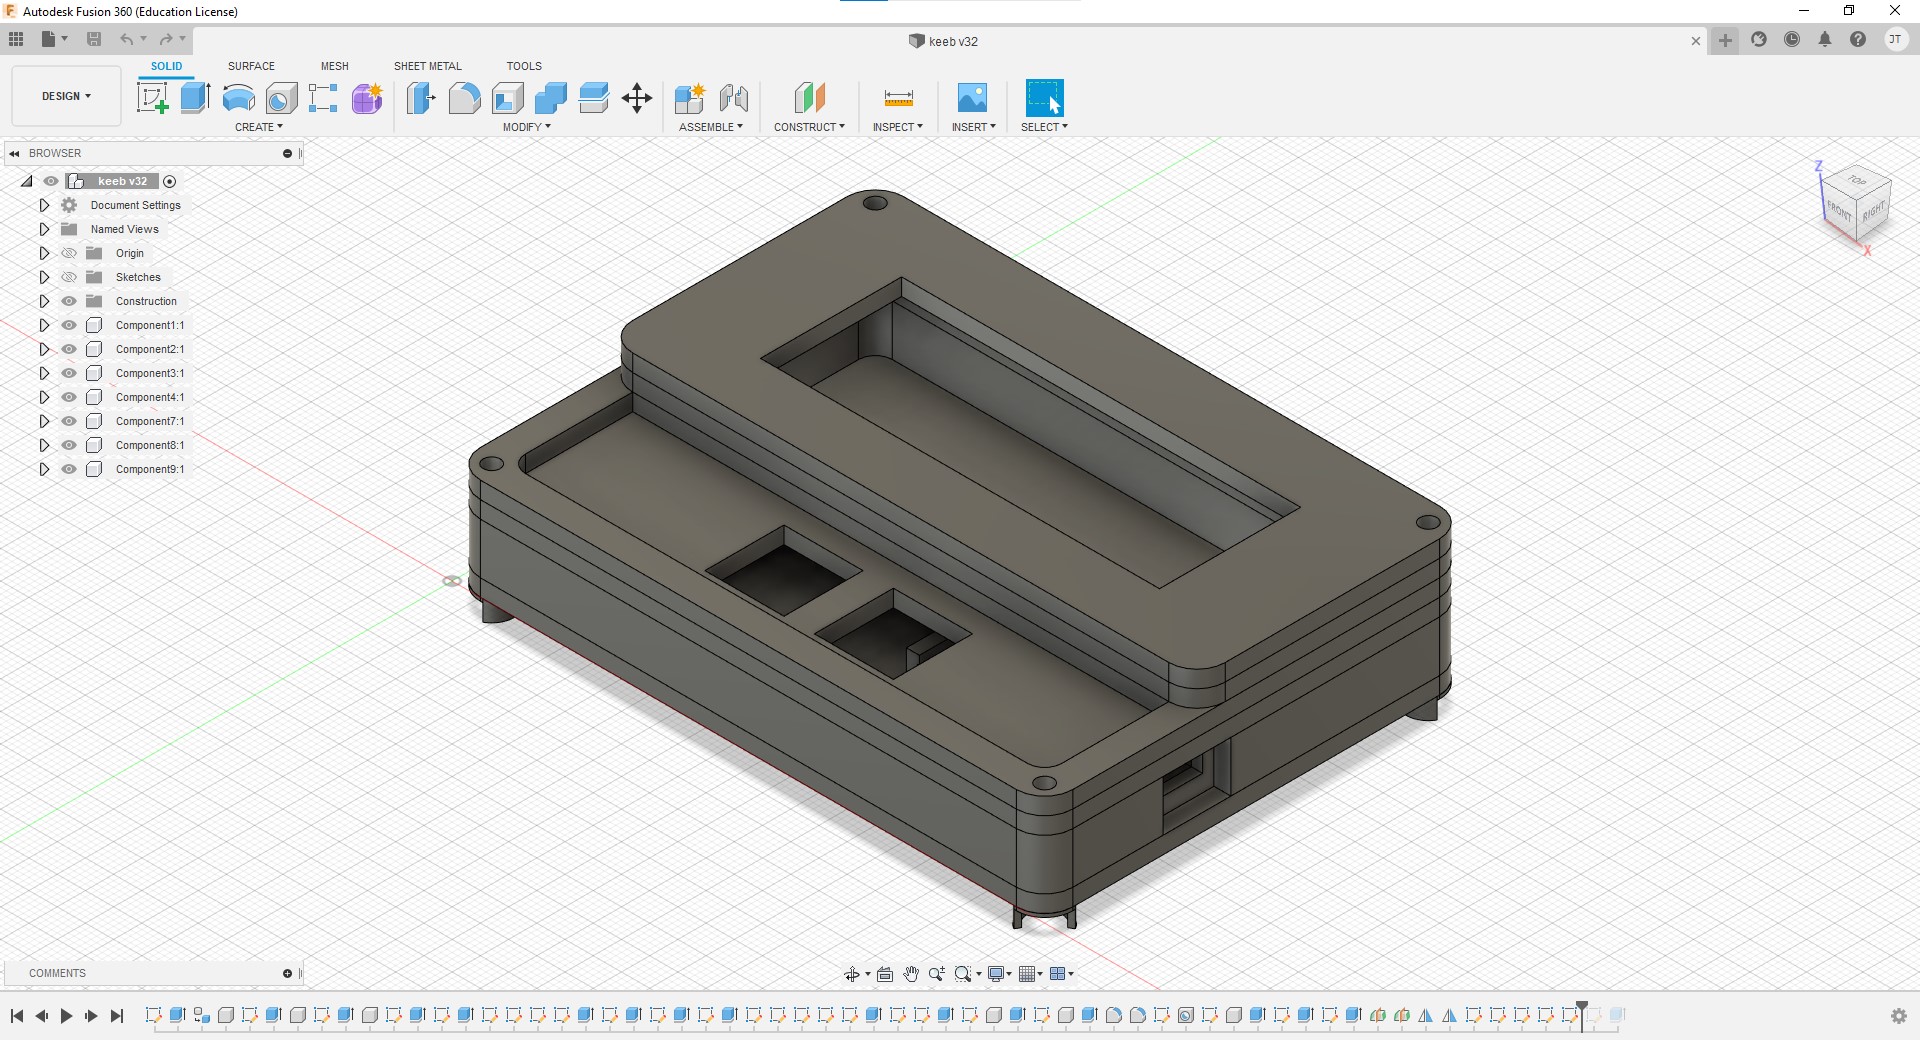 Autodesk Fusion 360 (Education License)
keeb v32
JT
DESIGN
SOLID
SURFACE
MESH
SHEET METAL
TOOLS
CREATE
MODIFY
ASSEMBLE
CONSTRUCT
INSPECT
INSERT
SELECT
BROWSER
keeb v32
Document Settings
Named Views
Origin
Sketches
Construction
Component1:1
Component2:1
Component3:1
Component4:1
Component7:1
Component8:1
Component9:1
Z
TOP
FRONT
RIGHT
X
COMMENTS